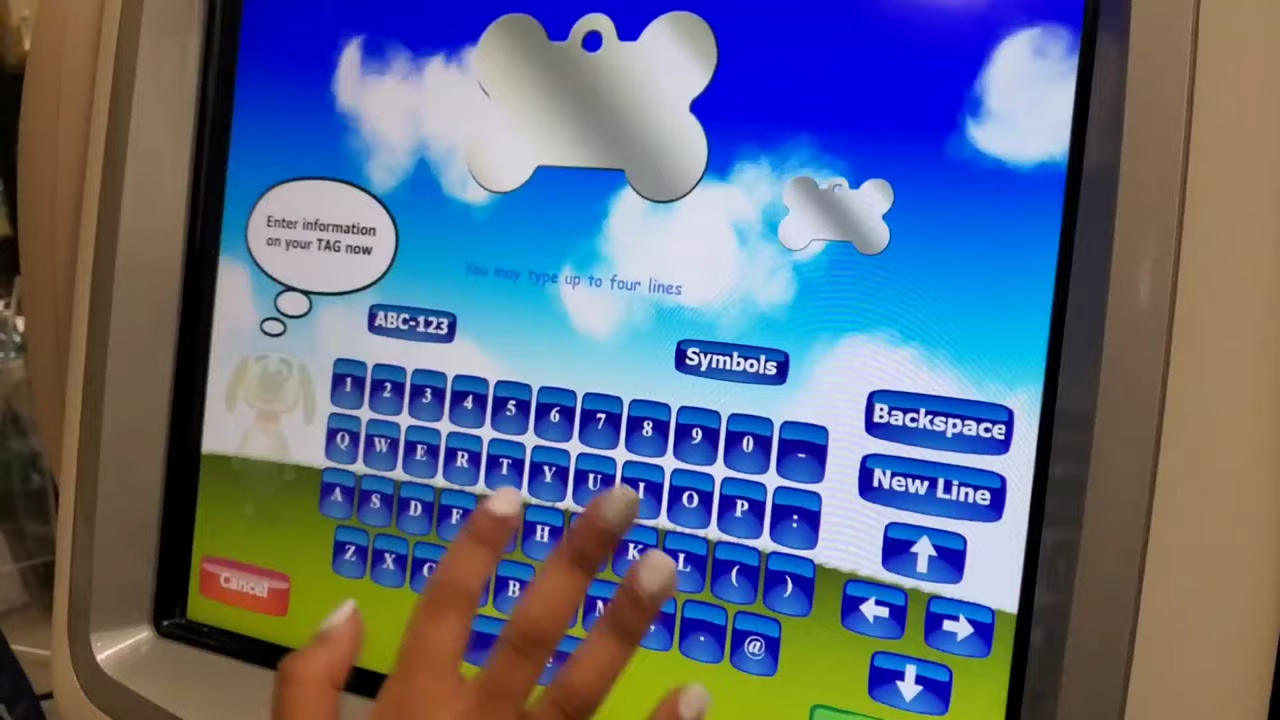 Enter information
on your TAG now
You may type up to four lines
ABC-123
Symbols
1 2 3 4 5 6 7 8 9 0 -
Backspace
Q W E R T Y U I O P :
New Line
A S D F H K L ( )
Z X C B , . @
Cancel